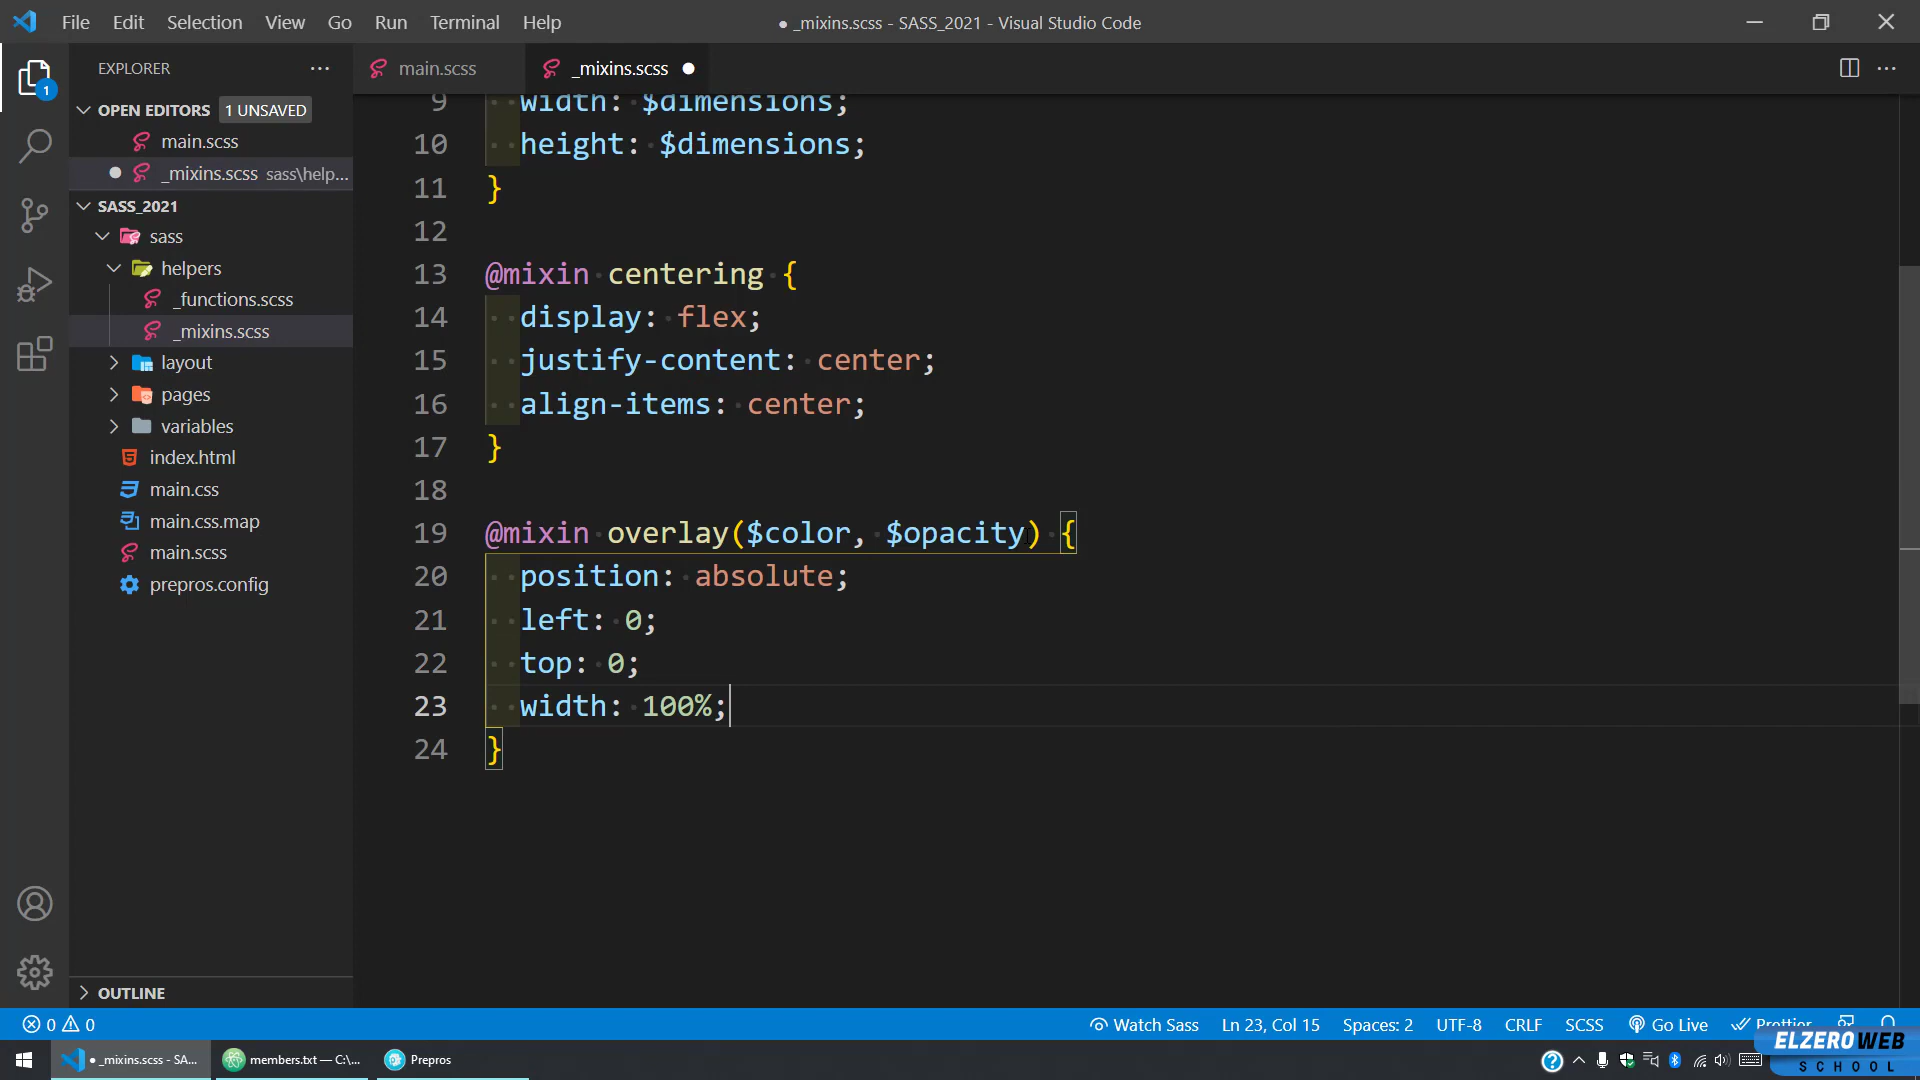 File Edit Selection View Go Run Terminal Help
● _mixins.scss - SASS_2021 - Visual Studio Code
EXPLORER
OPEN EDITORS 1 UNSAVED
main.scss
_mixins.scss sass\help...
SASS_2021
sass
helpers
_functions.scss
_mixins.scss
layout
pages
variables
index.html
main.css
main.css.map
main.scss
prepros.config
OUTLINE
1
main.scss
_mixins.scss ●
9 width: $dimensions;
10 height: $dimensions;
11 }
12
13 @mixin centering {
14 display: flex;
15 justify-content: center;
16 align-items: center;
17 }
18
19 @mixin overlay($color, $opacity) {
20 position: absolute;
21 left: 0;
22 top: 0;
23 width: 100%;
24 }
0 0 Watch Sass Ln 23, Col 15 Spaces: 2 UTF-8 CRLF SCSS Go Live Prettier
● _mixins.scss - SA... members.txt — C:\... Prepros
ELZEROWEB
SCHOOL